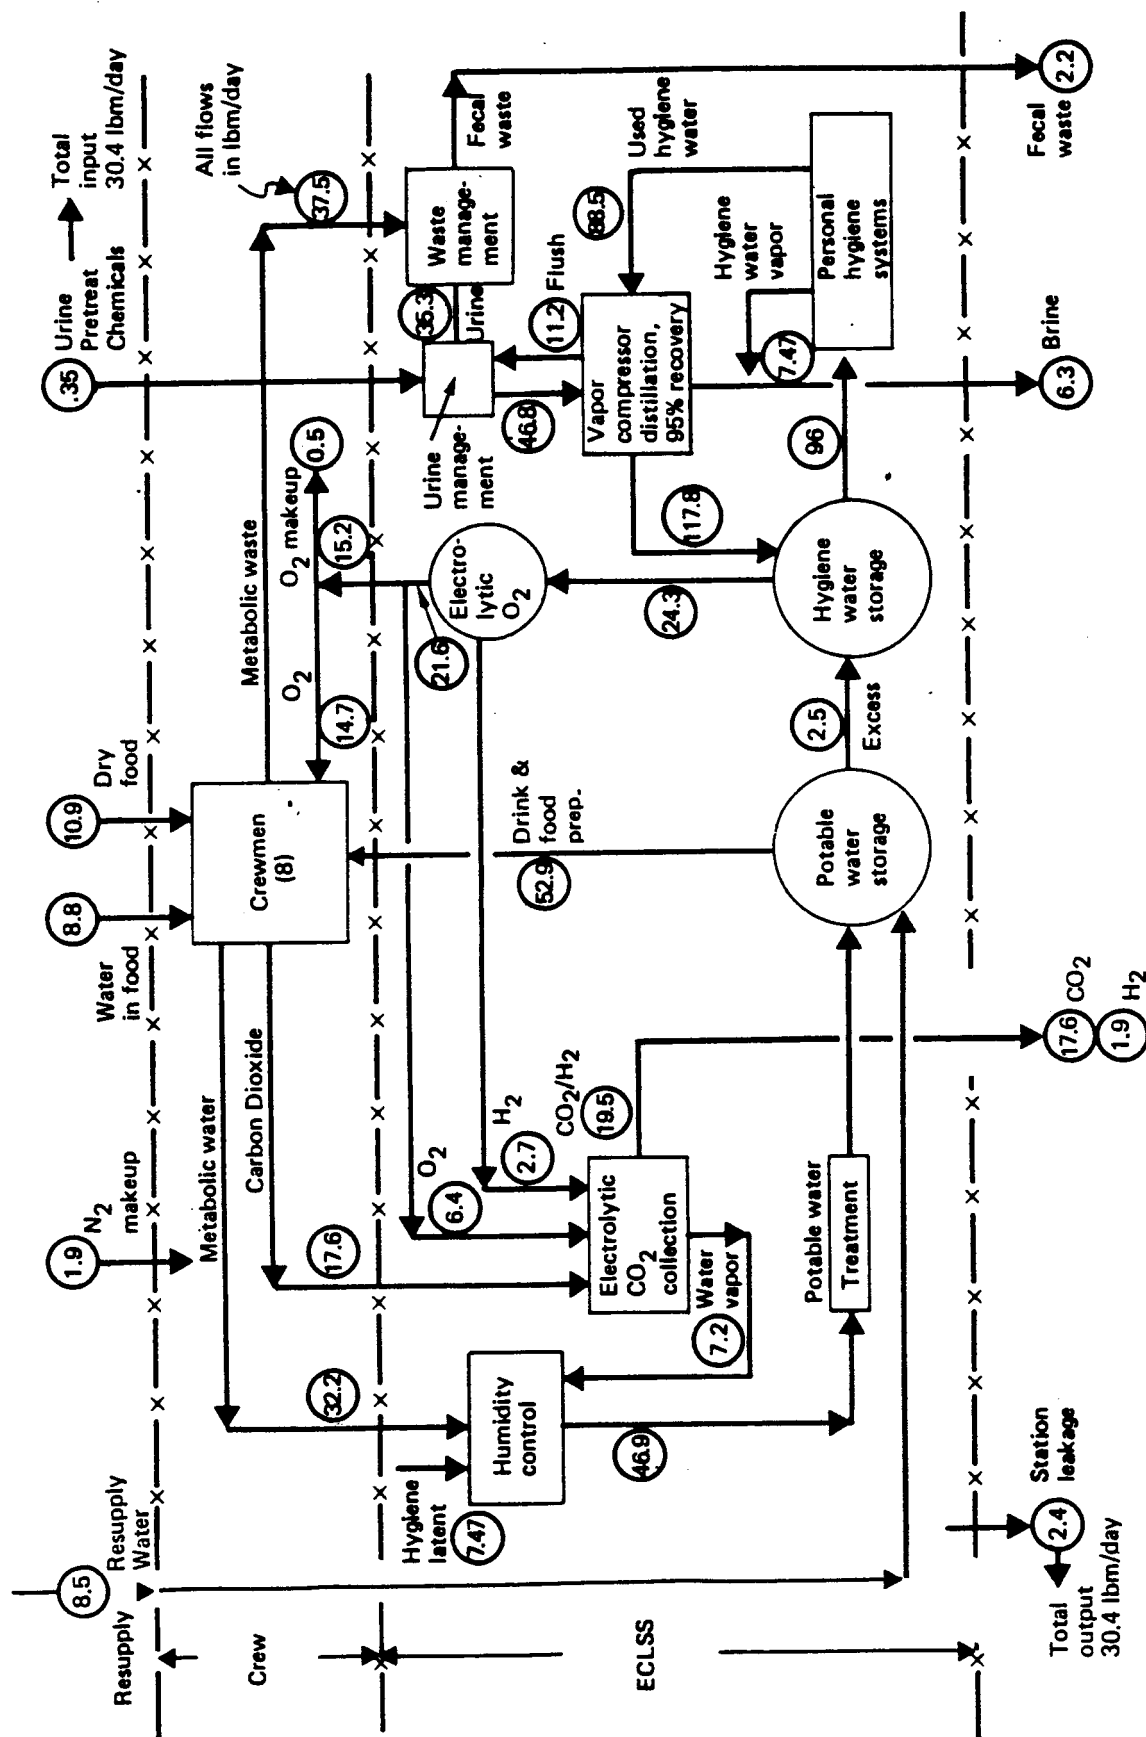 8.5
Resupply
Water
Resupply
1.9
N2
makeup
8.8
Water
in food
10.9
Dry
food
.35
Urine
Pretreat
Chemicals
Total
input
30.4 lbm/day
All flows
in lbm/day
37.5
Crew
Metabolic water
Carbon Dioxide
Crewmen
(8)
Metabolic waste
O2
14.7
O2 makeup
15.2
0.5
32.2
17.6
ECLSS
Hygiene
latent
7.47
Humidity
control
46.9
O2
6.4
H2
2.7
Electrolytic
CO2
collection
CO2/H2
19.5
Water
vapor
7.2
52.9
Drink &
food
prep.
21.6
Electro-
lytic
O2
24.3
Urine
manage-
ment
35.3
Urine
Waste
manage-
ment
Fecal
waste
46.8
11.2
Flush
Vapor
compressor
distillation,
95% recovery
88.5
Used
hygiene
water
117.8
Hygiene
water
vapor
7.47
Personal
hygiene
systems
96
Potable water
Treatment
Potable
water
storage
2.5
Excess
Hygiene
water
storage
Station
leakage
2.4
Total
output
30.4 lbm/day
17.6
CO2
1.9
H2
6.3
Brine
Fecal
waste
2.2